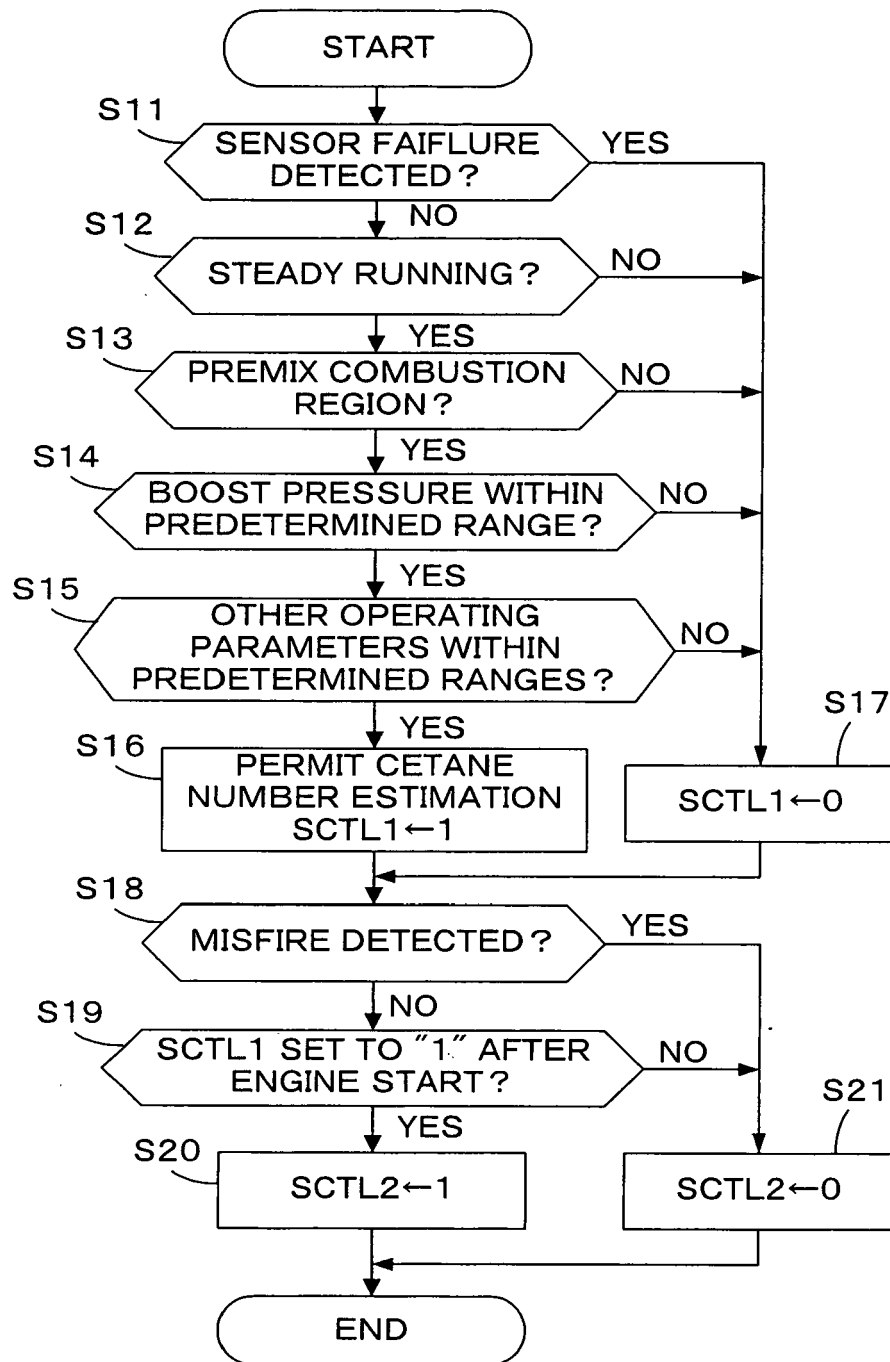 START
S11
SENSOR FAIFLURE
DETECTED?
YES
NO
S12
STEADY RUNNING?
NO
YES
S13
PREMIX COMBUSTION
REGION?
NO
YES
S14
BOOST PRESSURE WITHIN
PREDETERMINED RANGE?
NO
YES
S15
OTHER OPERATING
PARAMETERS WITHIN
PREDETERMINED RANGES?
NO
YES
S16
PERMIT CETANE
NUMBER ESTIMATION
SCTL1←1
S17
SCTL1←0
S18
MISFIRE DETECTED?
YES
NO
S19
SCTL1 SET TO "1" AFTER
ENGINE START?
NO
YES
S20
SCTL2←1
S21
SCTL2←0
END